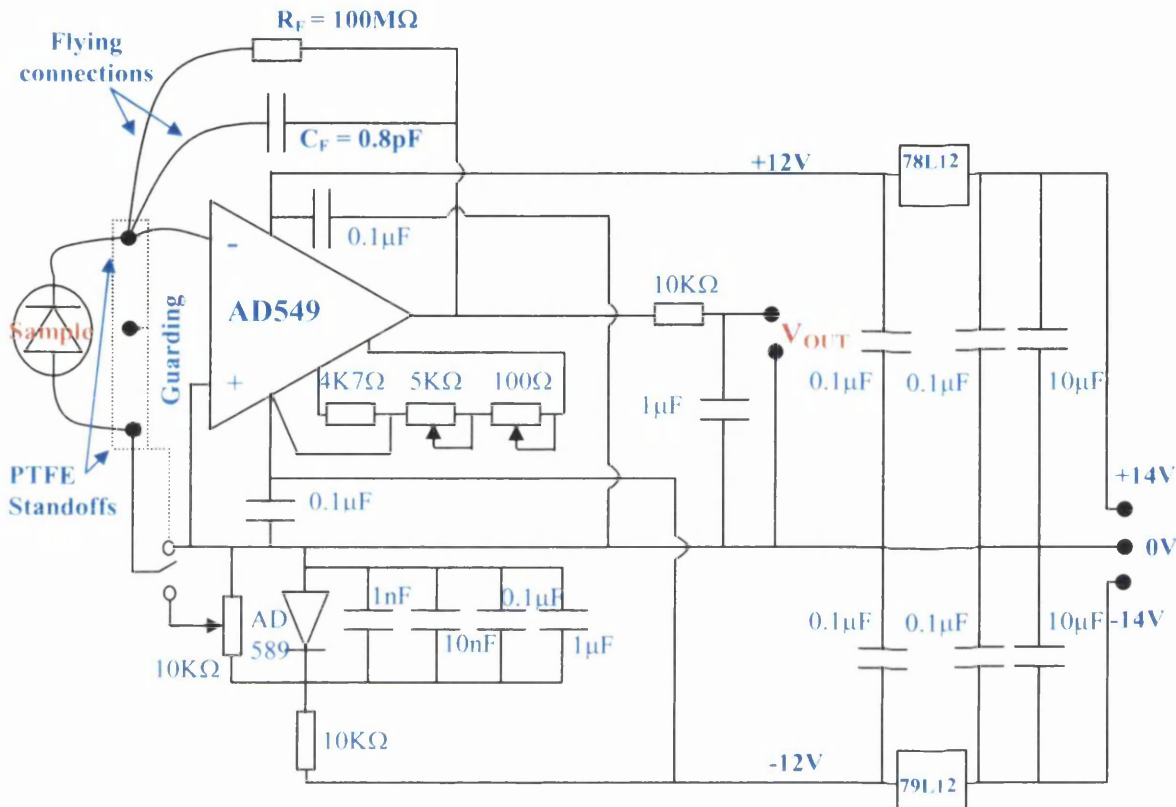 R_F = 100MΩ
Flying
connections
C_F = 0.8pF
+12V
78L12
0.1μF
-
AD549
+
Sample
Guarding
10KΩ
V_OUT
4K7Ω
5KΩ
100Ω
1μF
0.1μF
0.1μF
10μF
PTFE
Standoffs
0.1μF
+14V
0V
-14V
AD
589
1nF
10nF
0.1μF
1μF
10KΩ
0.1μF
0.1μF
10μF
10KΩ
-12V
79L12